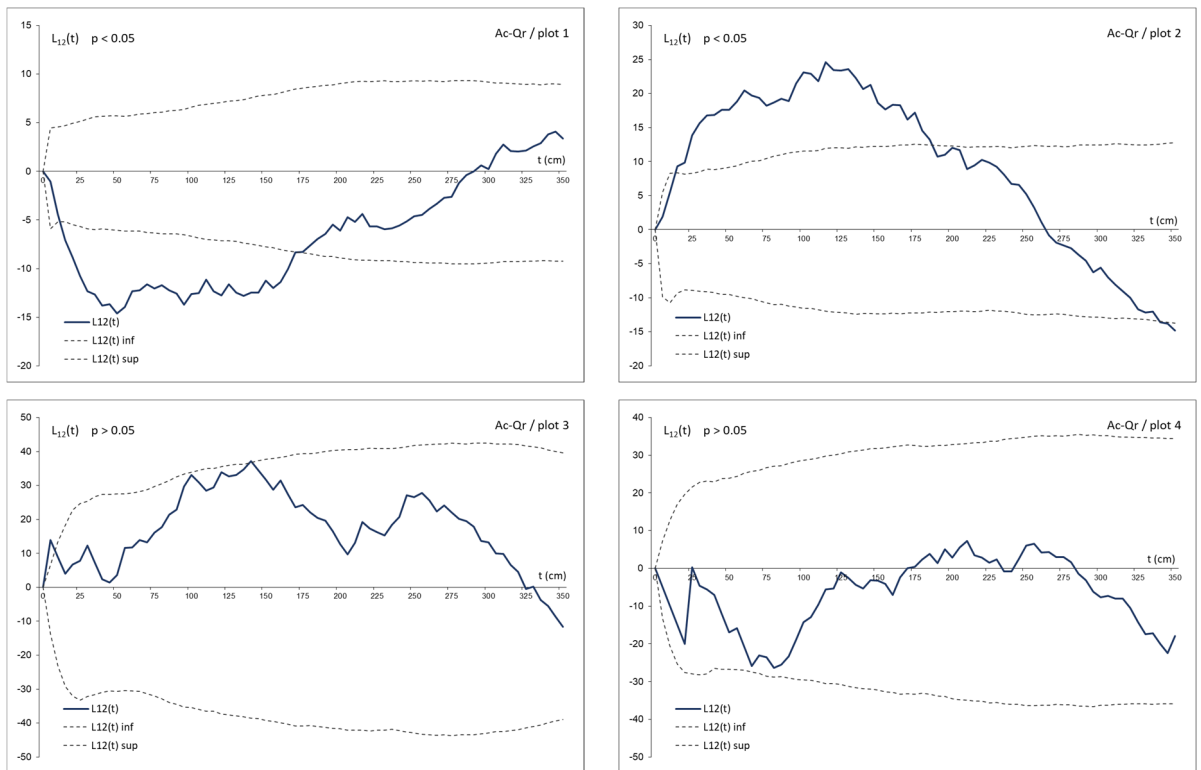 L₁₂(t) p < 0.05
Ac-Qr / plot 1
15
10
5
0
-5
-10
-15
-20
0 25 50 75 100 125 150 175 200 225 250 275 300 325 350
t (cm)
L12(t)
L12(t) inf
L12(t) sup
L₁₂(t) p < 0.05
Ac-Qr / plot 2
30
25
20
15
10
5
0
-5
-10
-15
-20
0 25 50 75 100 125 150 175 200 225 250 275 300 325 350
t (cm)
L12(t)
L12(t) inf
L12(t) sup
L₁₂(t) p > 0.05
Ac-Qr / plot 3
50
40
30
20
10
0
-10
-20
-30
-40
-50
0 25 50 75 100 125 150 175 200 225 250 275 300 325 350
t (cm)
L12(t)
L12(t) inf
L12(t) sup
L₁₂(t) p > 0.05
Ac-Qr / plot 4
40
30
20
10
0
-10
-20
-30
-40
-50
0 25 50 75 100 125 150 175 200 225 250 275 300 325 350
t (cm)
L12(t)
L12(t) inf
L12(t) sup